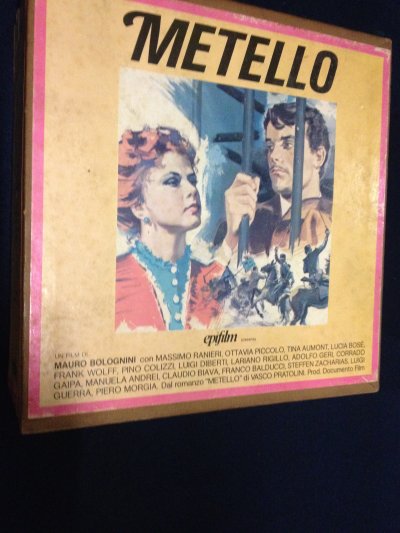 METELLO
epifilm
presenta
UN FILM DI
MAURO BOLOGNINI con MASSIMO RANIERI, OTTAVIA PICCOLO, TINA AUMONT, LUCIA BOSÈ,
FRANK WOLFF, PINO COLIZZI, LUIGI DIBERTI, LARIANO RIGILLO, ADOLFO GERI, CORRADO
GAIPA, MANUELA ANDREI, CLAUDIO BIAVA, FRANCO BALDUCCI, STEFFEN ZACHARIAS, LUIGI
GUERRA, PIERO MORGIA. Dal romanzo "METELLO" di VASCO PRATOLINI. Prod. Documento Film